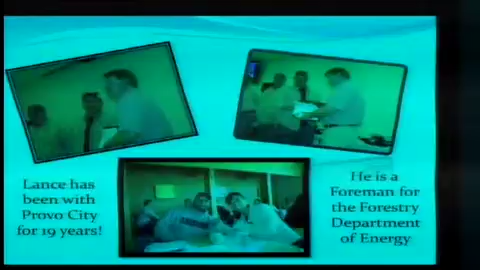 Lance has
been with
Provo City
for 19 years!
He is a
Foreman for
the Forestry
Department
of Energy